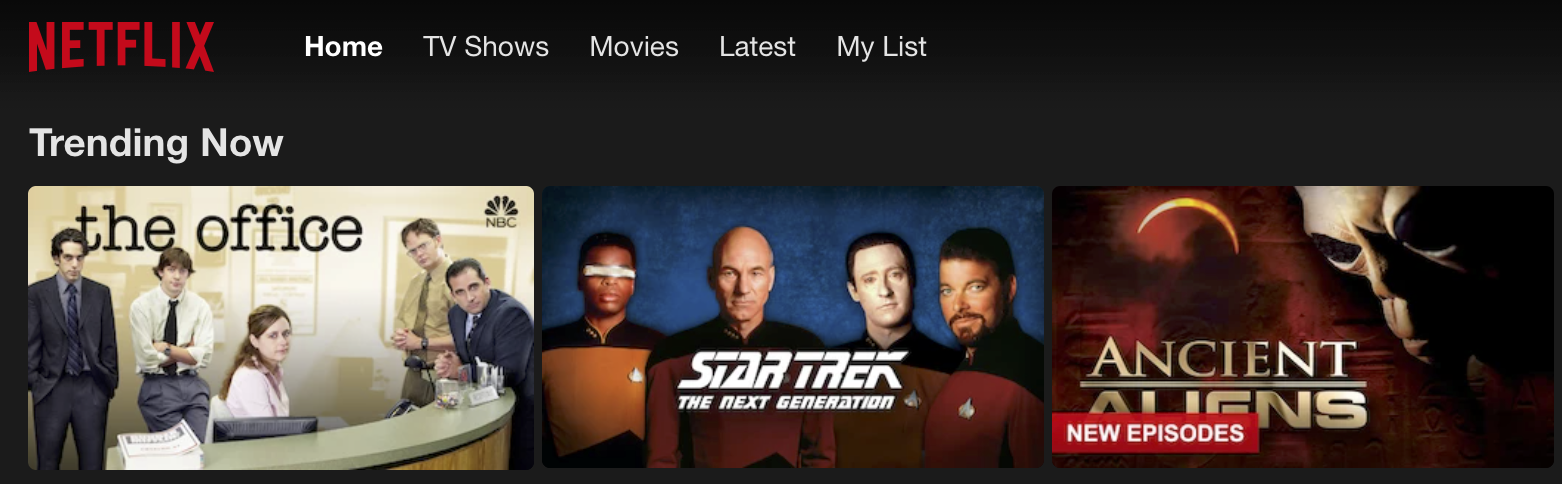 NETFLIX
Home
TV Shows
Movies
Latest
My List
Trending Now
the office
NBC
STAR TREK
THE NEXT GENERATION
ANCIENT
ALIENS
NEW EPISODES